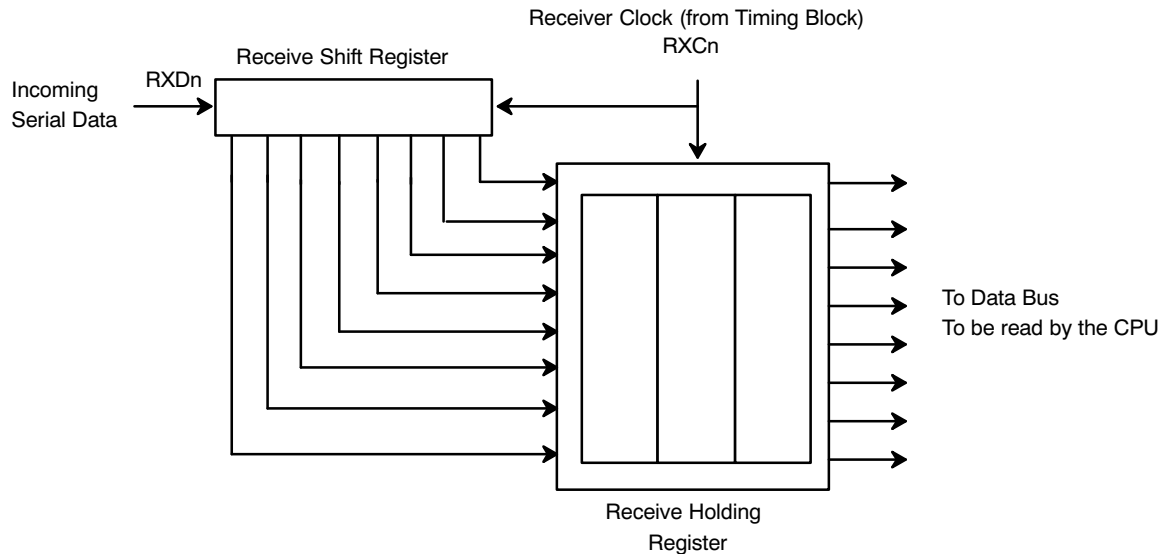 Receiver Clock (from Timing Block)
RXCn
Receive Shift Register
RXDn
Incoming
Serial Data
To Data Bus
To be read by the CPU
Receive Holding
Register